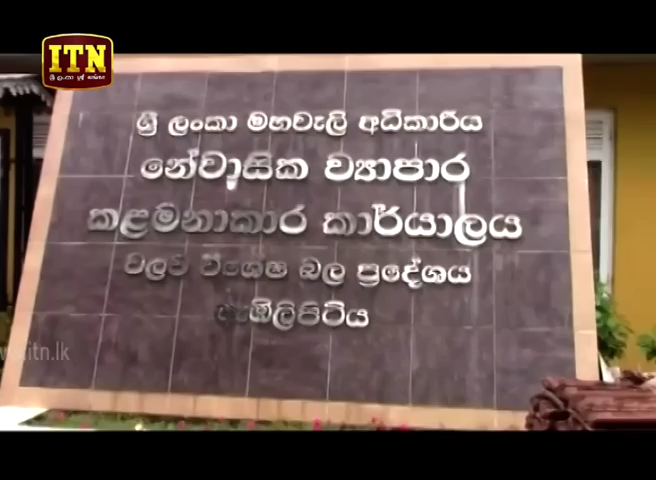 ITN
ශ්‍රී ලංකා මහවැලි අධිකාරිය
නේවාසික ව්‍යාපාර
කළමනාකාර කාර්යාලය
වලව විශේෂ බල ප්‍රදේශය
ඇඹිලිපිටිය
itn.lk